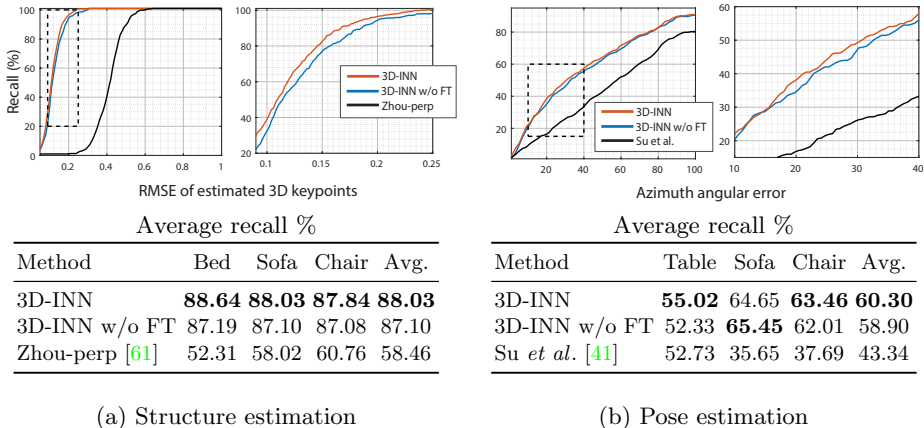 100
80
60
40
20
0
0.2 0.4 0.6 0.8 1
Recall (%)
100
80
60
40
20
0.1 0.15 0.2 0.25
3D-INN
3D-INN w/o FT
Zhou-perp
RMSE of estimated 3D keypoints
100
80
60
40
20
20 40 60 80 100
3D-INN
3D-INN w/o FT
Su et al.
60
50
40
30
20
10 20 30 40
Azimuth angular error
Average recall %
Method Bed Sofa Chair Avg.
3D-INN 88.64 88.03 87.84 88.03
3D-INN w/o FT 87.19 87.10 87.08 87.10
Zhou-perp [61] 52.31 58.02 60.76 58.46
(a) Structure estimation
Average recall %
Method Table Sofa Chair Avg.
3D-INN 55.02 64.65 63.46 60.30
3D-INN w/o FT 52.33 65.45 62.01 58.90
Su et al. [41] 52.73 35.65 37.69 43.34
(b) Pose estimation